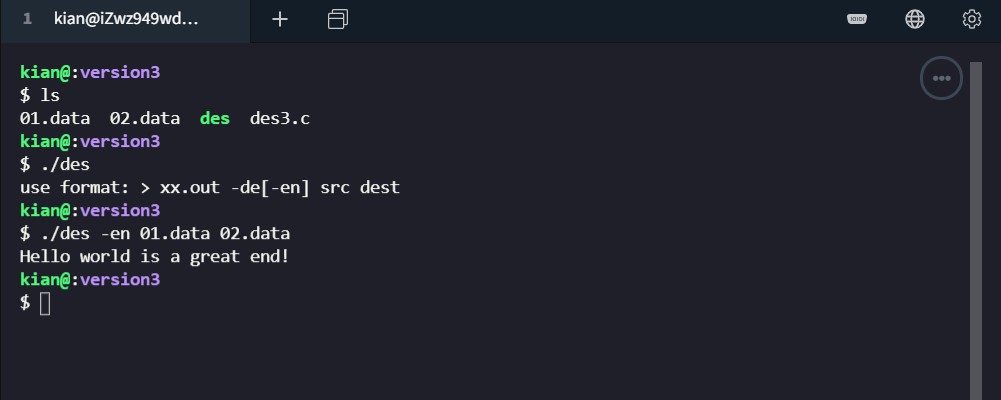 1 kian@iZwz949wd...
kian@:version3
$ ls
01.data 02.data des des3.c
kian@:version3
$ ./des
use format: > xx.out -de[-en] src dest
kian@:version3
$ ./des -en 01.data 02.data
Hello world is a great end!
kian@:version3
$